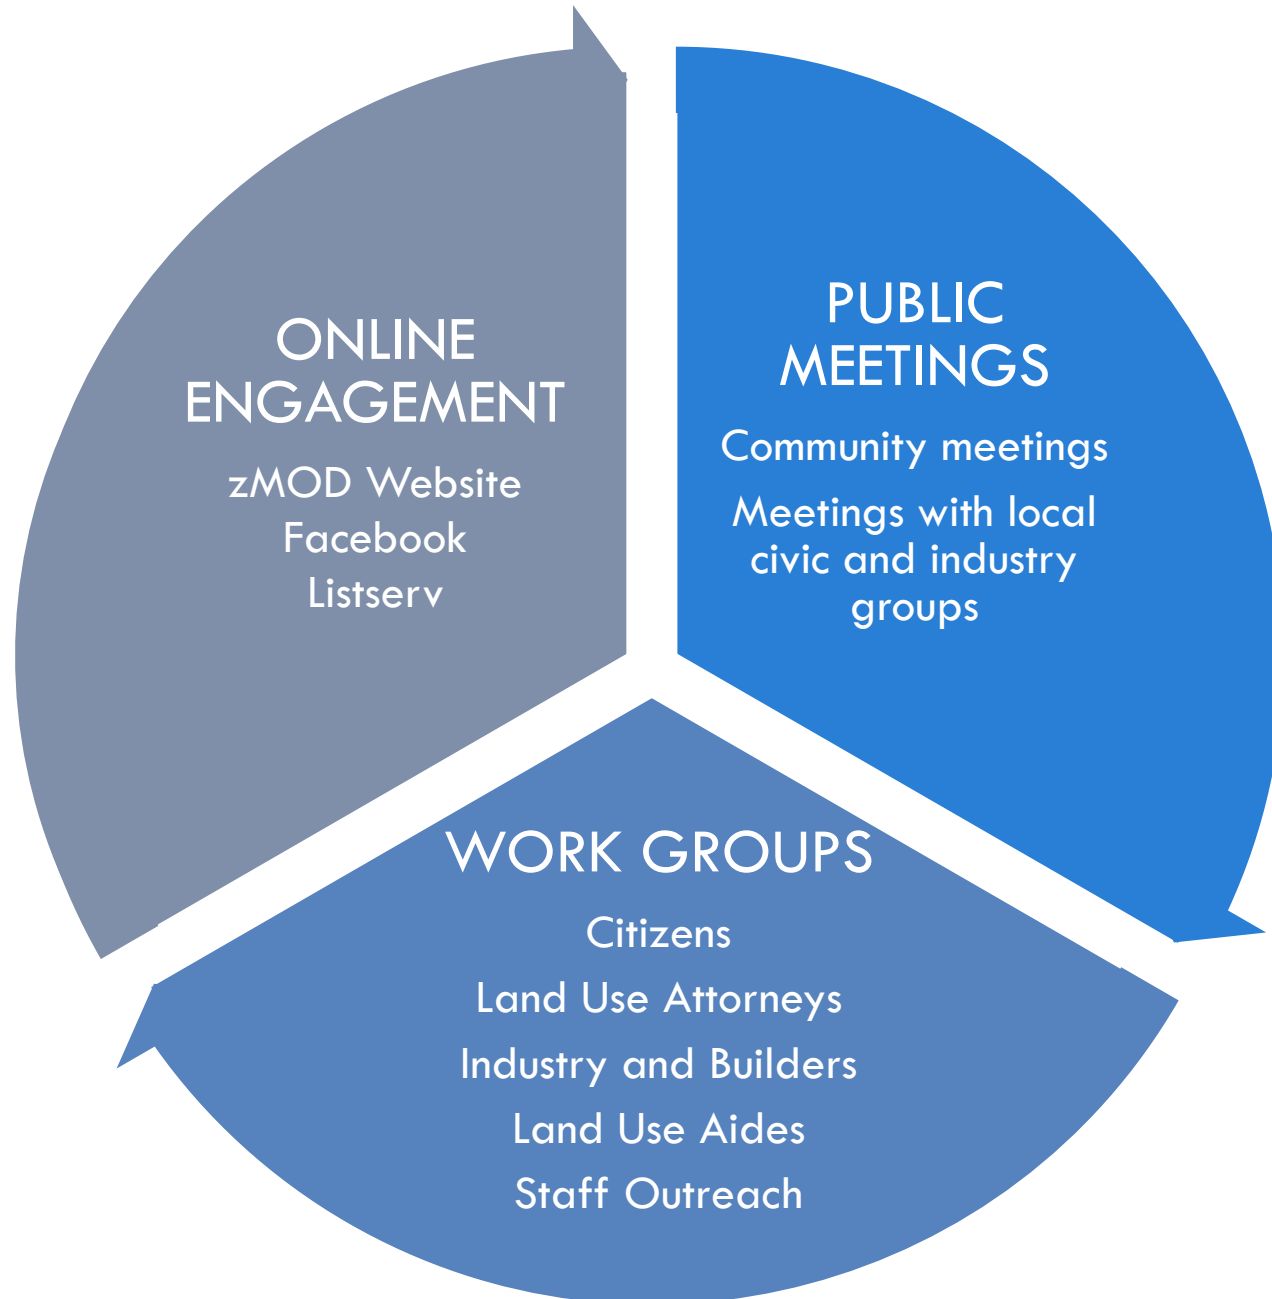 ONLINE
ENGAGEMENT
zMOD Website
Facebook
Listserv
PUBLIC
MEETINGS
Community meetings
Meetings with local
civic and industry
groups
WORK GROUPS
Citizens
Land Use Attorneys
Industry and Builders
Land Use Aides
Staff Outreach